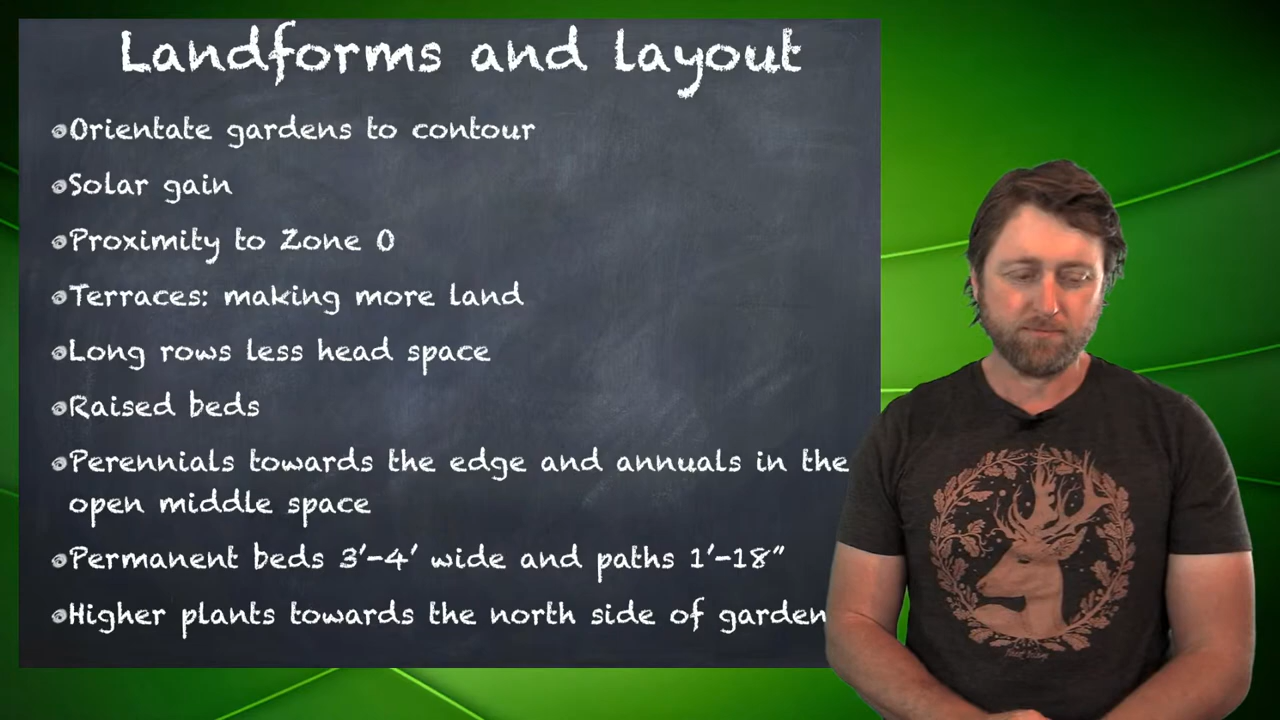 Landforms and layout
Orientate gardens to contour
Solar gain
Proximity to Zone 0
Terraces: making more land
Long rows less head space
Raised beds
Perennials towards the edge and annuals in the
open middle space
Permanent beds 3'-4' wide and paths 1'-18"
Higher plants towards the north side of garden